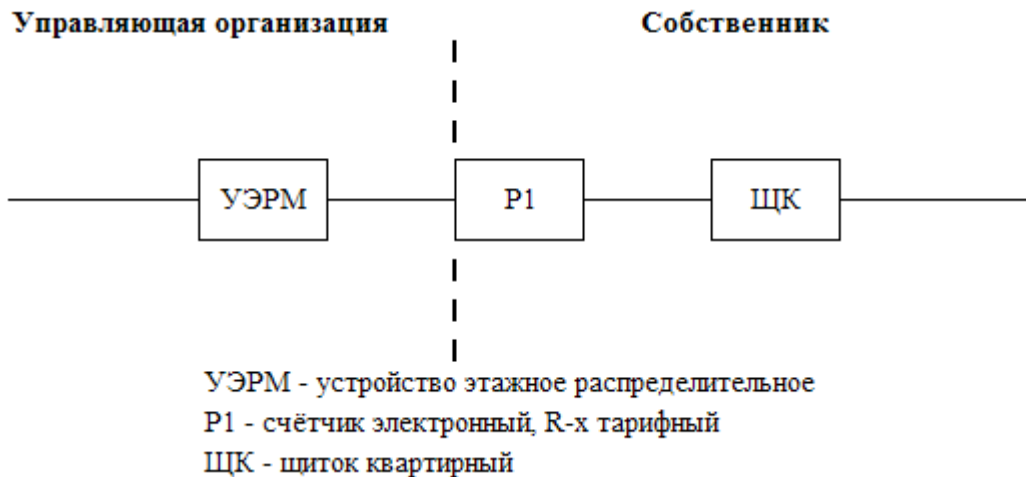 Управляющая организация
Собственник
УЭРМ
Р1
ЩК
УЭРМ - устройство этажное распределительное
Р1 - счётчик электронный, R-х тарифный
ЩК - щиток квартирный